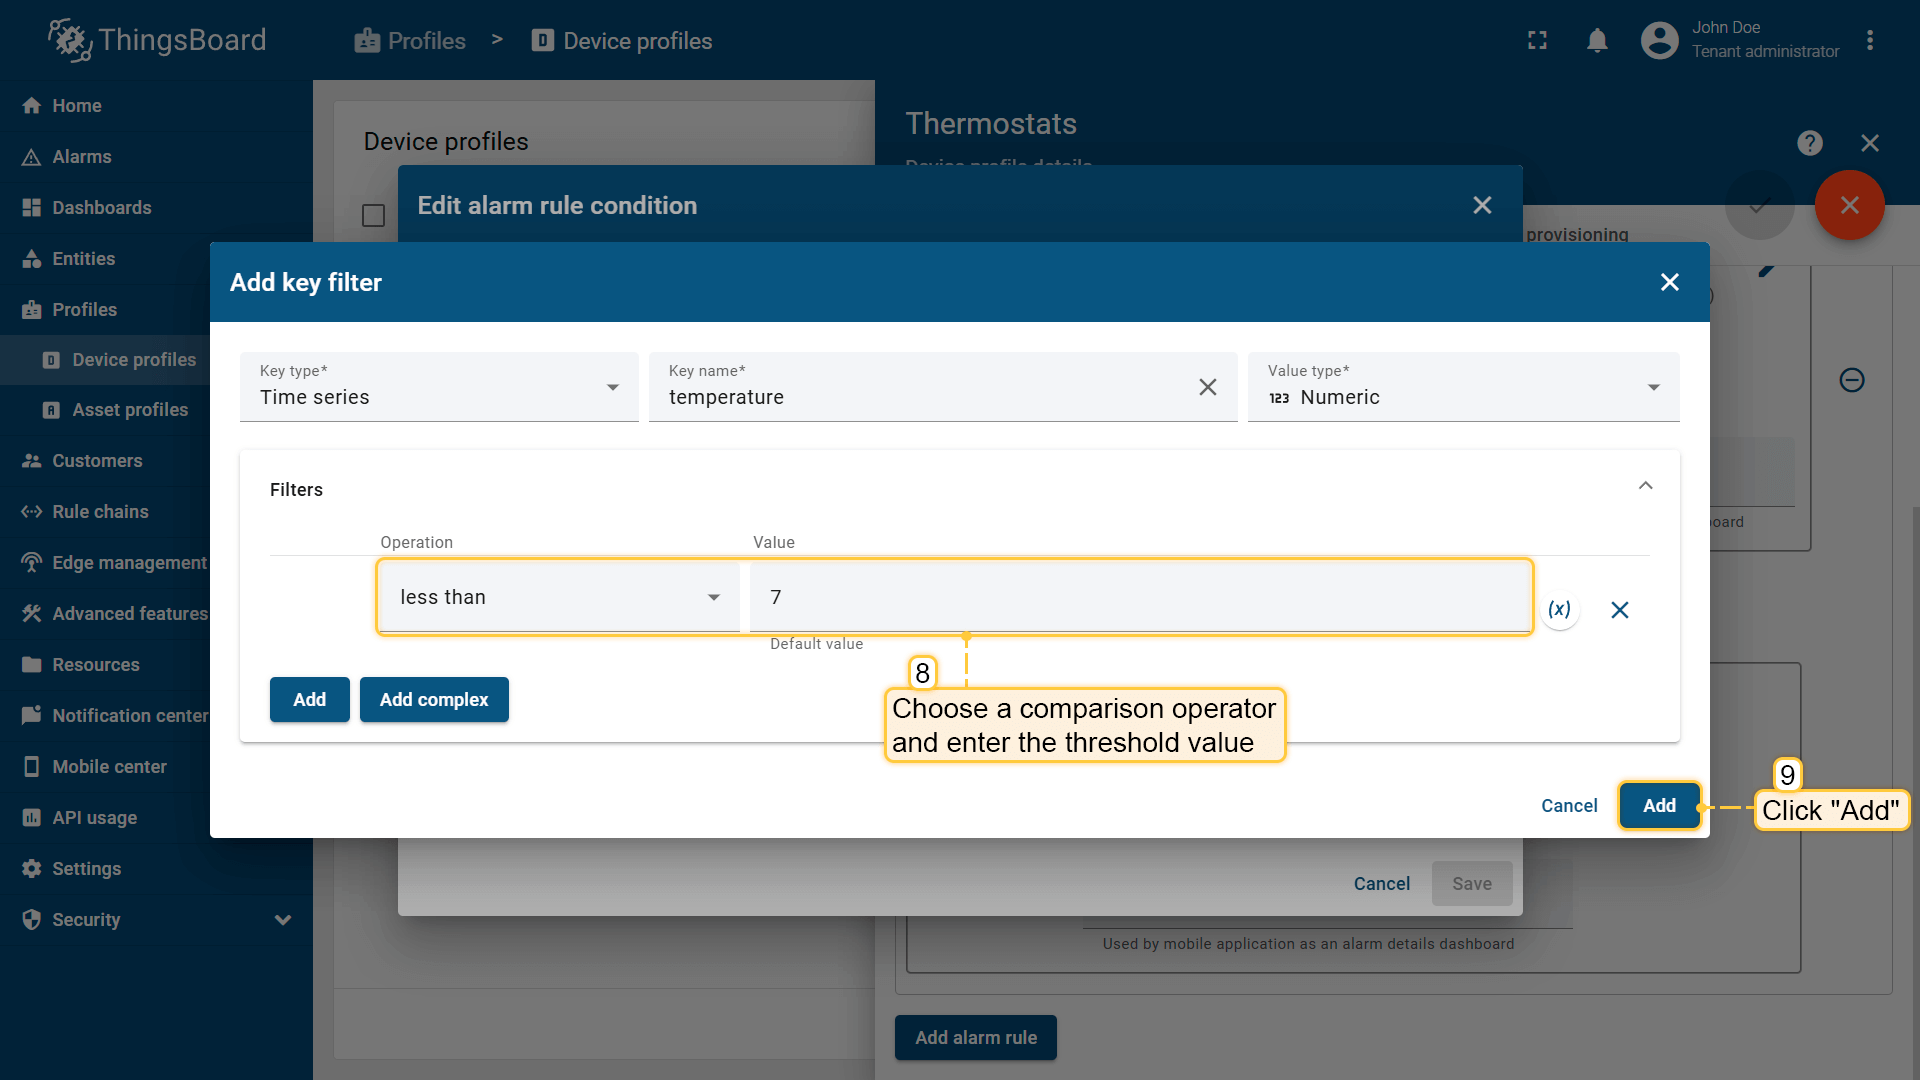 ThingsBoard
Profiles > Device profiles
John Doe
Tenant administrator
Home
Alarms
Dashboards
Entities
Profiles
Device profiles
Asset profiles
Customers
Rule chains
Edge management
Advanced features
Resources
Notification center
Mobile center
API usage
Settings
Security
Device profiles
Thermostats
Device profile details
provisioning
Edit alarm rule condition
Add key filter
Key type*
Time series
Key name*
temperature
Value type*
123 Numeric
Filters
Operation
Value
less than
7
(x)
Default value
Add
Add complex
8
Choose a comparison operator
and enter the threshold value
Cancel
Add
9
Click "Add"
Cancel
Save
Used by mobile application as an alarm details dashboard
Add alarm rule